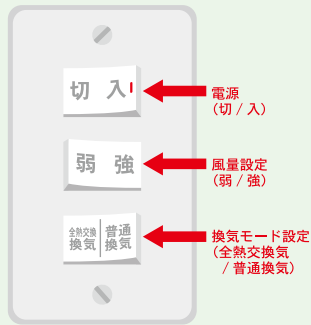 切 入
電源
（切 / 入）
弱 強
風量設定
（弱 / 強）
全熱交換
換気
普通
換気
換気モード設定
（全熱交換気
/ 普通換気）